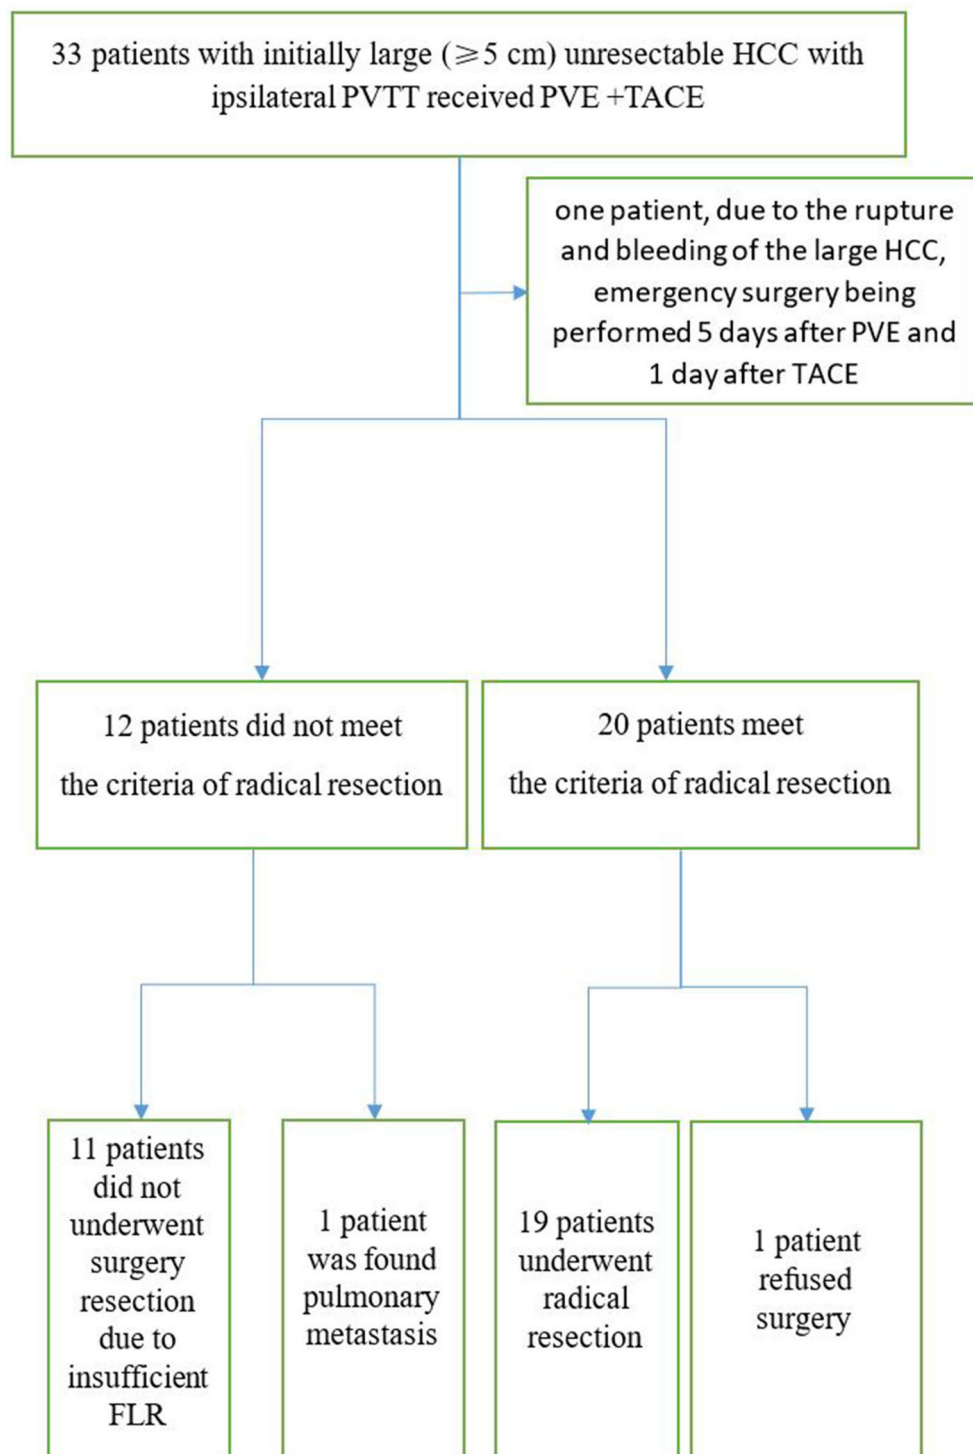 33 patients with initially large (⩾5 cm) unresectable HCC with
ipsilateral PVTT received PVE +TACE
one patient, due to the rupture
and bleeding of the large HCC,
emergency surgery being
performed 5 days after PVE and
1 day after TACE
12 patients did not meet
the criteria of radical resection
20 patients meet
the criteria of radical resection
11 patients
did not
underwent
surgery
resection
due to
insufficient
FLR
1 patient
was found
pulmonary
metastasis
19 patients
underwent
radical
resection
1 patient
refused
surgery